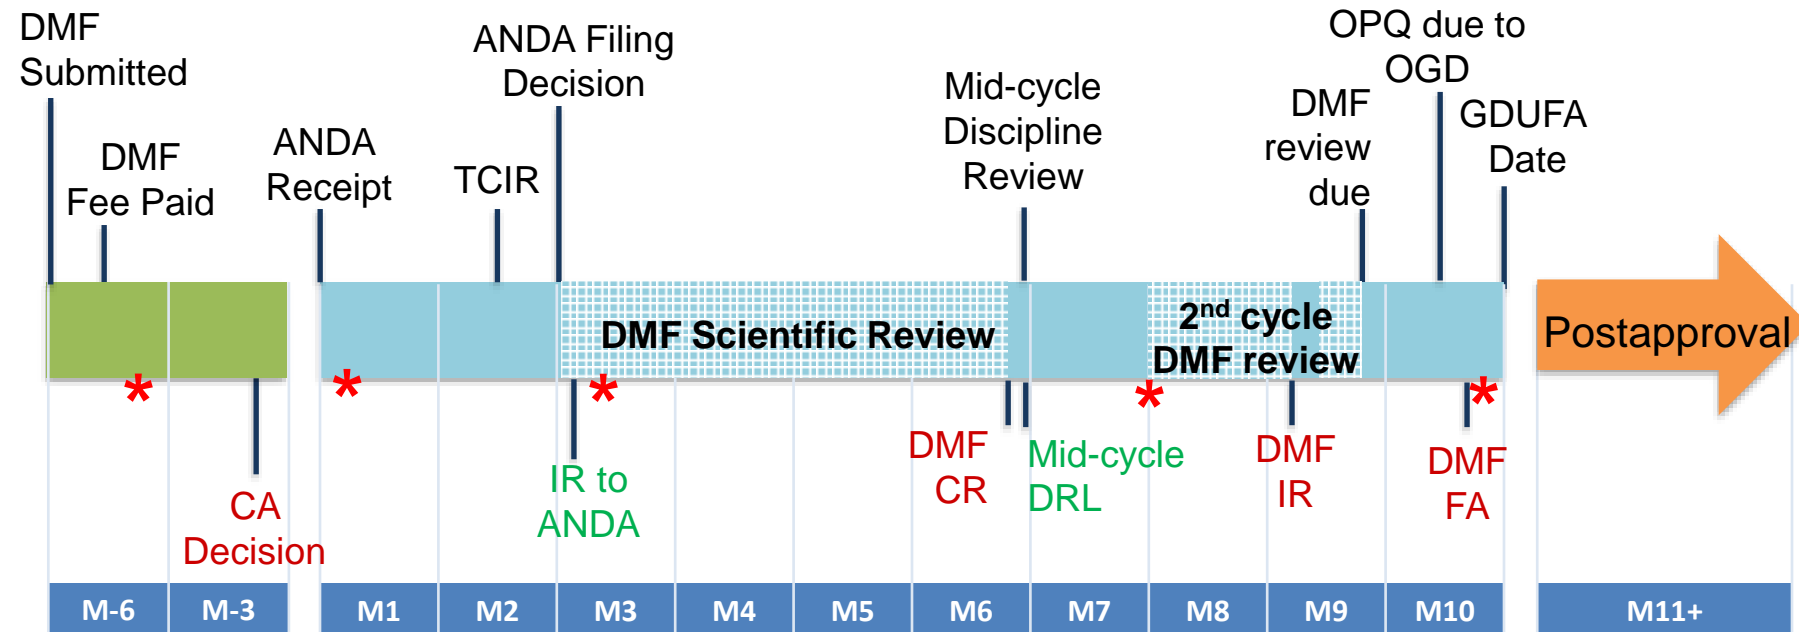 DMF
Submitted
DMF
Fee Paid
ANDA
Receipt
TCIR
ANDA Filing
Decision
Mid-cycle
Discipline
Review
DMF
review
due
OPQ due to
OGD
GDUFA
Date
DMF Scientific Review
2nd cycle
DMF review
Postapproval
*
*
*
*
*
CA
Decision
IR to
ANDA
DMF
CR
Mid-cycle
DRL
DMF
IR
DMF
FA
M-6 M-3 M1 M2 M3 M4 M5 M6 M7 M8 M9 M10 M11+